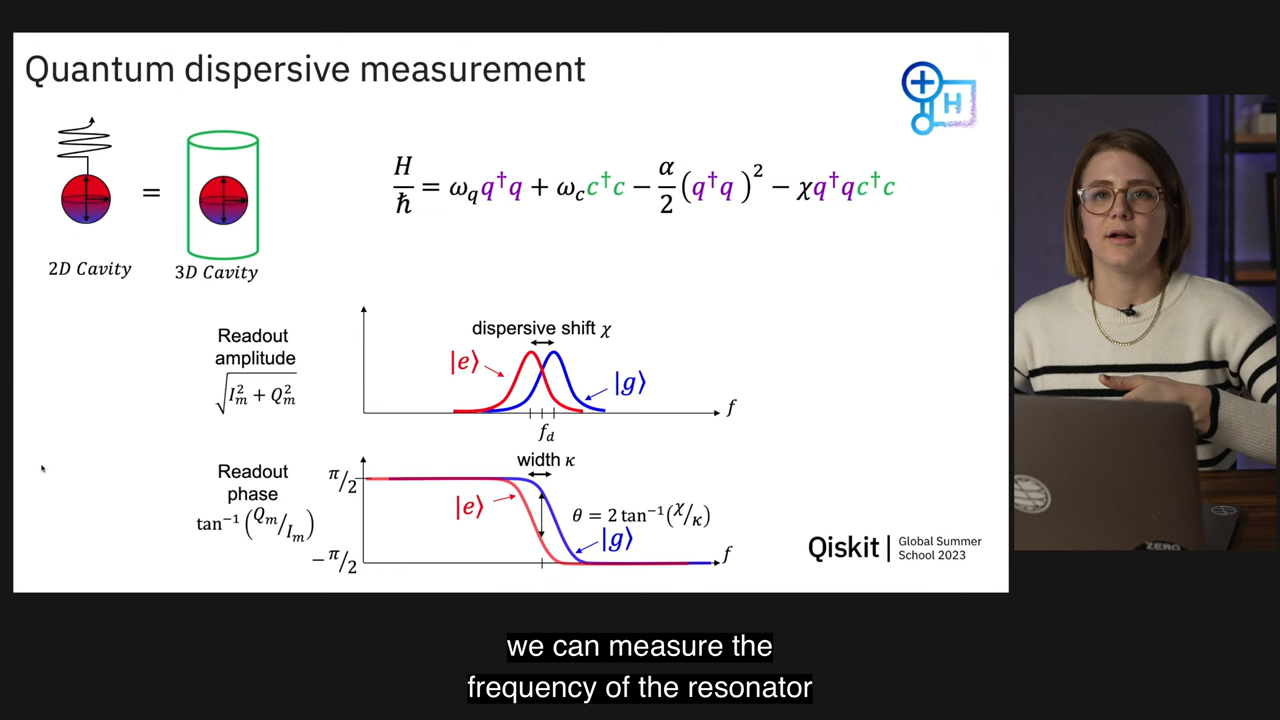 Quantum dispersive measurement
H
H/ħ = ω_q q†q + ω_c c†c − α/2 (q†q)² − χq†qc†c
=
2D Cavity
3D Cavity
Readout
amplitude
√(I_m² + Q_m²)
dispersive shift χ
|e⟩
|g⟩
f
f_d
Readout
phase
tan⁻¹(Q_m/I_m)
π/2
−π/2
width κ
|e⟩
θ = 2 tan⁻¹(χ/κ)
|g⟩
f
Qiskit | Global Summer
School 2023
ZERO
we can measure the
frequency of the resonator